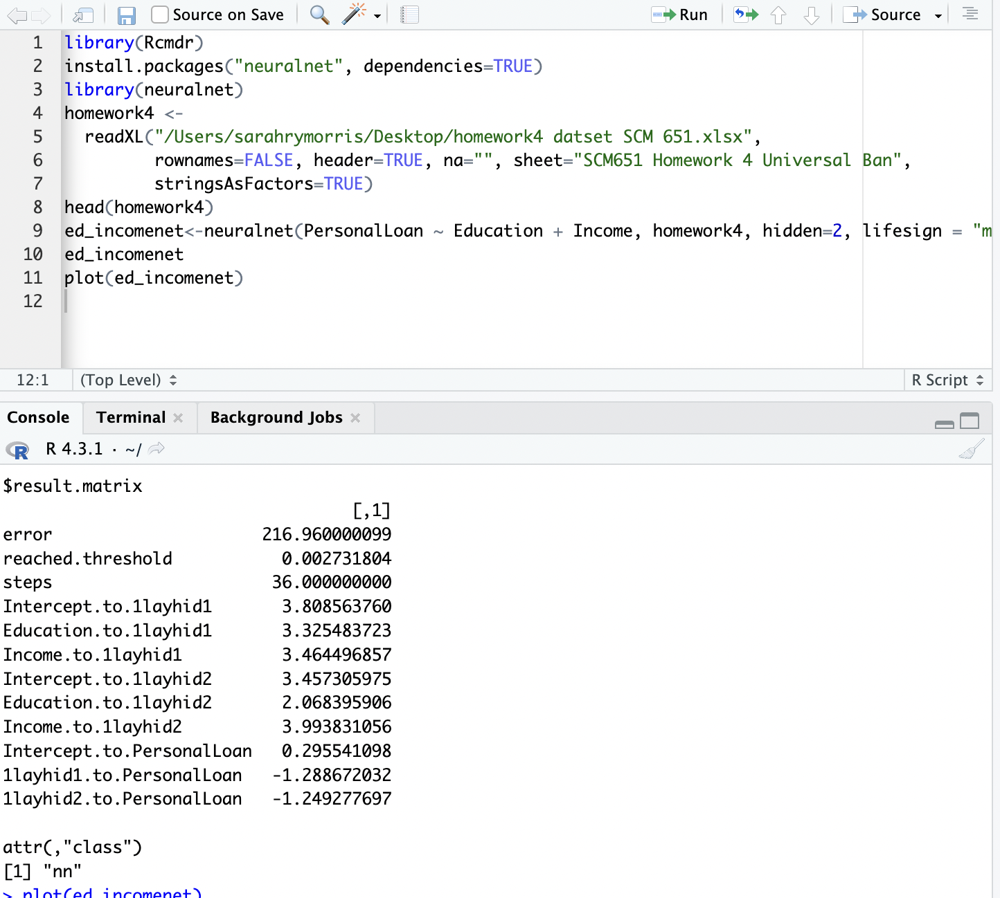 Source on Save
Run
Source
1 library(Rcmdr)
2 install.packages("neuralnet", dependencies=TRUE)
3 library(neuralnet)
4 homework4 <-
5 readXL("/Users/sarahrymorris/Desktop/homework4 datset SCM 651.xlsx",
6 rownames=FALSE, header=TRUE, na="", sheet="SCM651 Homework 4 Universal Ban",
7 stringsAsFactors=TRUE)
8 head(homework4)
9 ed_incomenet<-neuralnet(PersonalLoan ~ Education + Income, homework4, hidden=2, lifesign = "m
10 ed_incomenet
11 plot(ed_incomenet)
12
12:1 (Top Level) R Script
Console Terminal Background Jobs
R R 4.3.1 · ~/
$result.matrix
[,1]
error 216.960000099
reached.threshold 0.002731804
steps 36.000000000
Intercept.to.1layhid1 3.808563760
Education.to.1layhid1 3.325483723
Income.to.1layhid1 3.464496857
Intercept.to.1layhid2 3.457305975
Education.to.1layhid2 2.068395906
Income.to.1layhid2 3.993831056
Intercept.to.PersonalLoan 0.295541098
1layhid1.to.PersonalLoan -1.288672032
1layhid2.to.PersonalLoan -1.249277697
attr(,"class")
[1] "nn"
> plot(ed_incomenet)